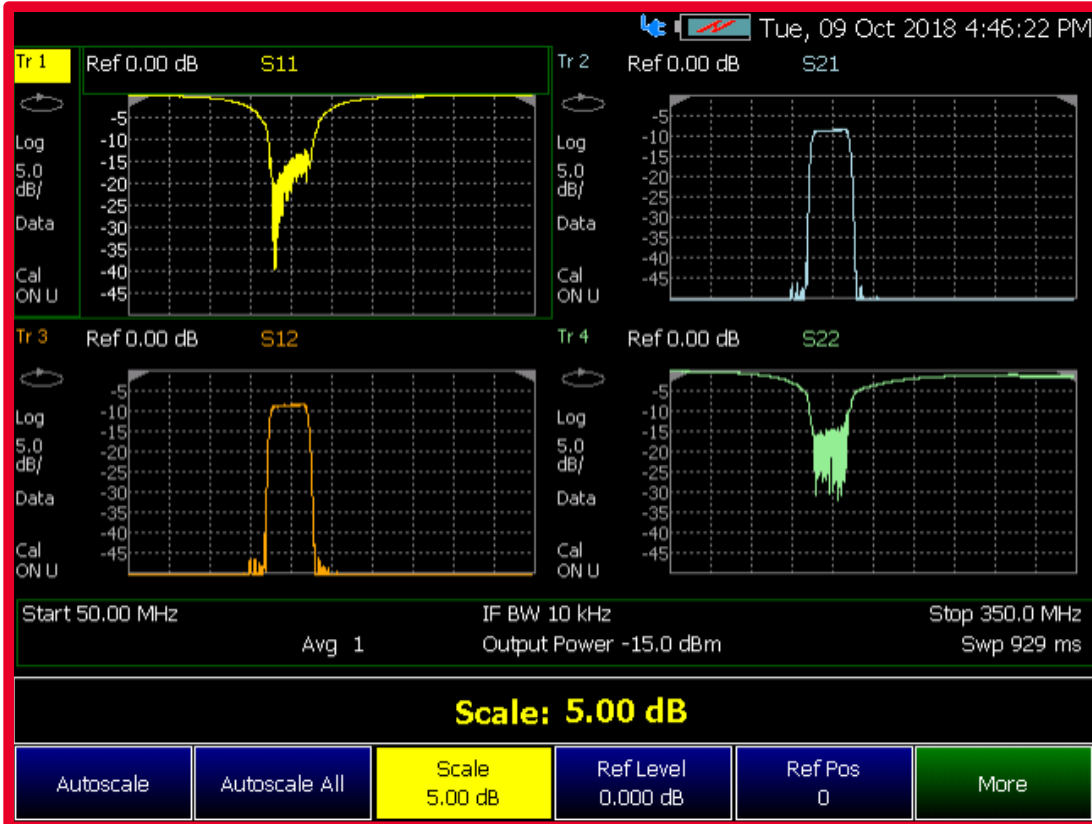 Tue, 09 Oct 2018 4:46:22 PM
Tr 1 Ref 0.00 dB S11
Log
5.0
dB/
Data
Cal
ON U
-5
-10
-15
-20
-25
-30
-35
-40
-45
Tr 2 Ref 0.00 dB S21
Log
5.0
dB/
Data
Cal
ON U
-5
-10
-15
-20
-25
-30
-35
-40
-45
Tr 3 Ref 0.00 dB S12
Log
5.0
dB/
Data
Cal
ON U
-5
-10
-15
-20
-25
-30
-35
-40
-45
Tr 4 Ref 0.00 dB S22
Log
5.0
dB/
Data
Cal
ON U
-5
-10
-15
-20
-25
-30
-35
-40
-45
Start 50.00 MHz IF BW 10 kHz Stop 350.0 MHz
Avg 1 Output Power -15.0 dBm Swp 929 ms
Scale: 5.00 dB
Autoscale
Autoscale All
Scale
5.00 dB
Ref Level
0.000 dB
Ref Pos
0
More